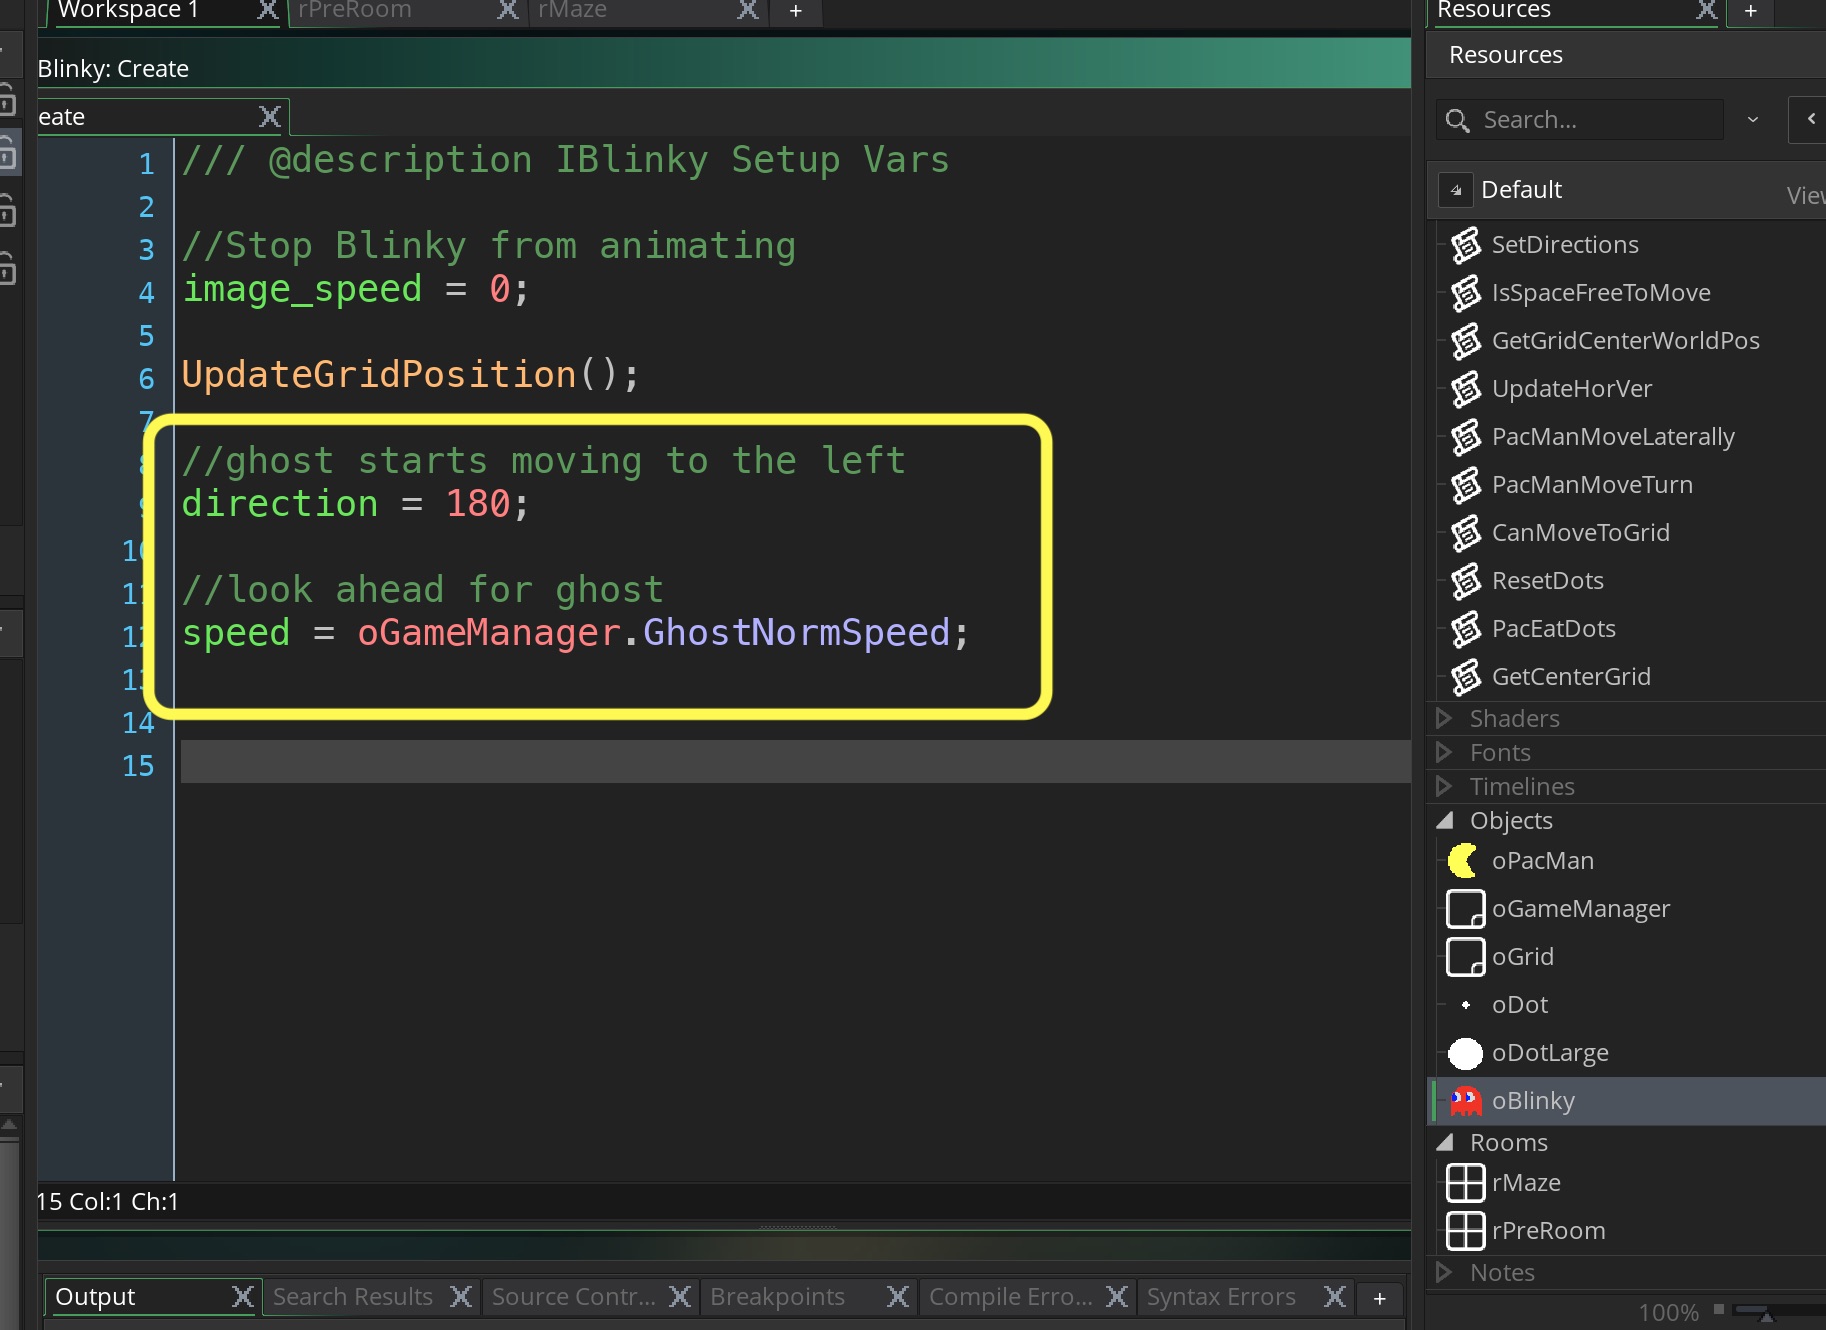 Workspace 1
rPreRoom
rMaze
+
Blinky: Create
eate
1 /// @description IBlinky Setup Vars
2
3 //Stop Blinky from animating
4 image_speed = 0;
5
6 UpdateGridPosition();
7
8 //ghost starts moving to the left
9 direction = 180;
10
11 //look ahead for ghost
12 speed = oGameManager.GhostNormSpeed;
13
14
15
15 Col:1 Ch:1
Output
Search Results
Source Contr...
Breakpoints
Compile Erro...
Syntax Errors
+
Resources
+
Resources
Search...
Default
View
SetDirections
IsSpaceFreeToMove
GetGridCenterWorldPos
UpdateHorVer
PacManMoveLaterally
PacManMoveTurn
CanMoveToGrid
ResetDots
PacEatDots
GetCenterGrid
Shaders
Fonts
Timelines
Objects
oPacMan
oGameManager
oGrid
oDot
oDotLarge
oBlinky
Rooms
rMaze
rPreRoom
Notes
100%